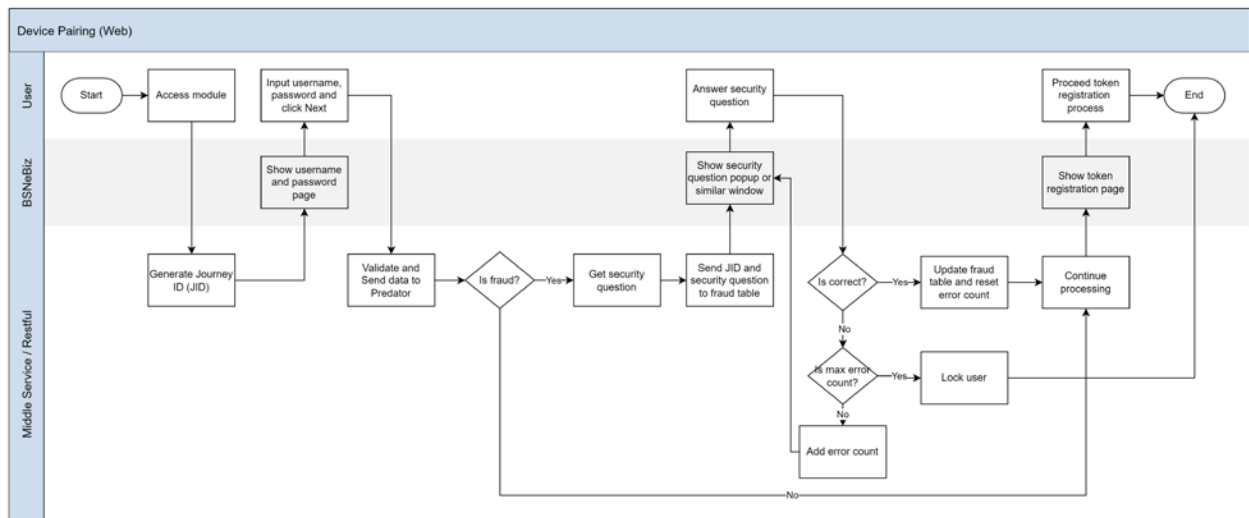 Device Pairing (Web)
User
Start
Access module
Input username,
password and
click Next
Answer security
question
Proceed token
registration
process
End
BSNeBiz
Show username
and password
page
Show security
question popup or
similar window
Show token
registration page
Middle Service / Restful
Generate Journey
ID (JID)
Validate and
Send data to
Predator
Is fraud?
Yes
Get security
question
Send JID and
security question
to fraud table
Is correct?
Yes
Update fraud
table and reset
error count
Continue
processing
No
Is max error
count?
Yes
Lock user
No
Add error count
No